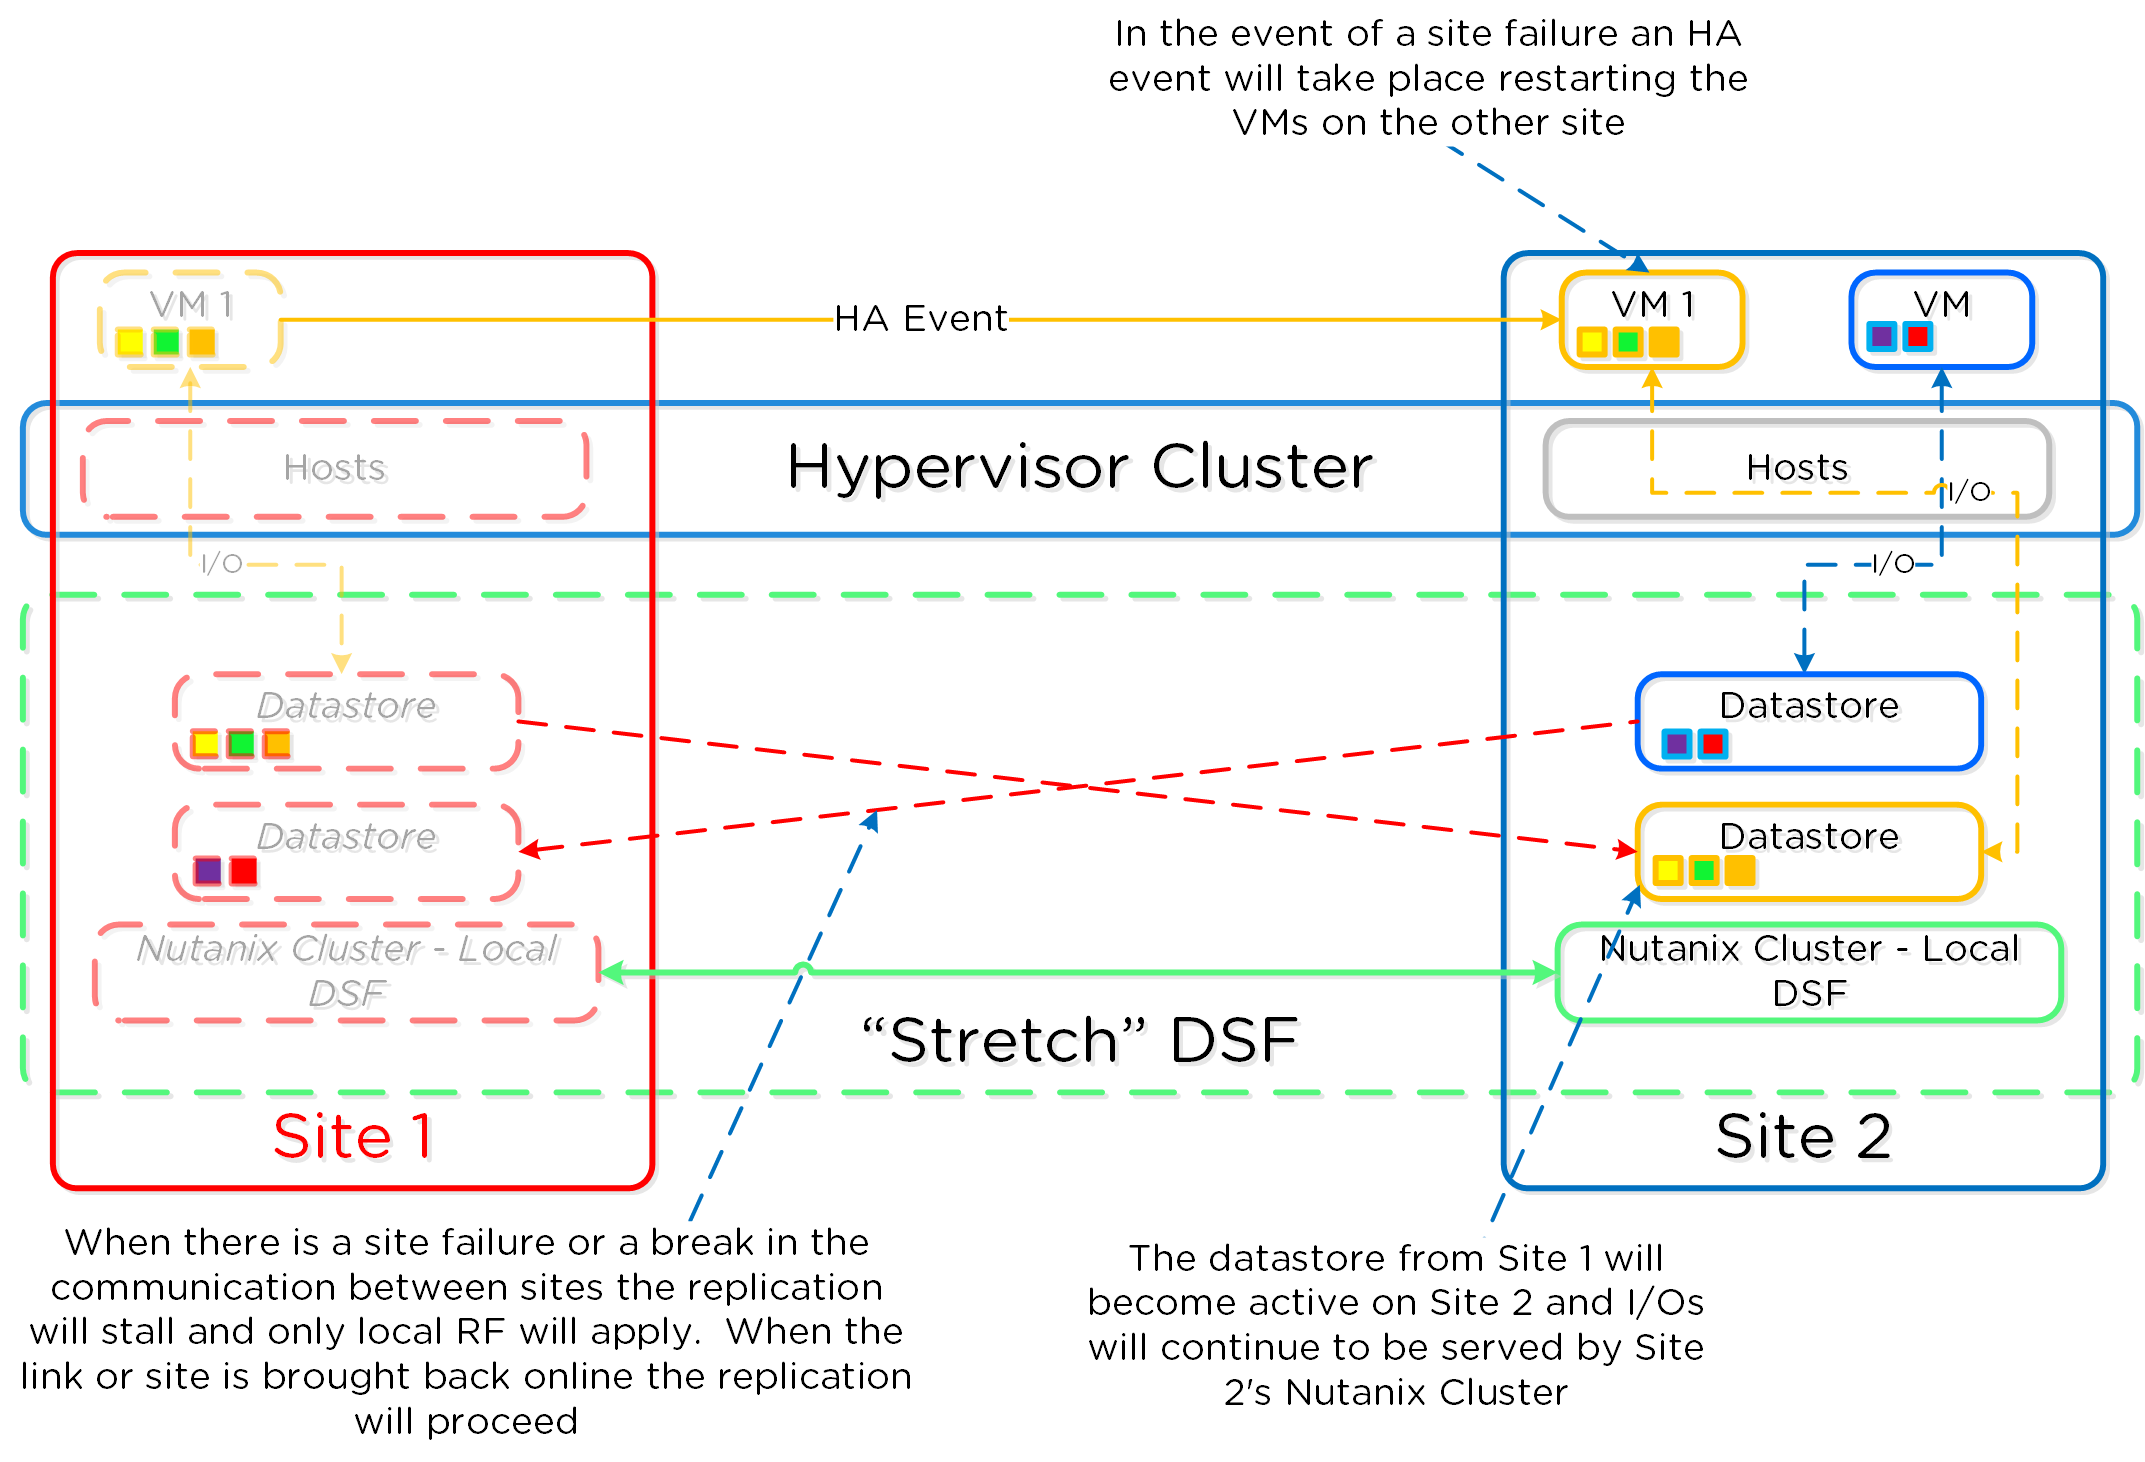 In the event of a site failure an HA
event will take place restarting the
VMs on the other site
VM 1
HA Event
VM 1
VM
Hosts
Hypervisor Cluster
Hosts
I/O
I/O
I/O
Datastore
Datastore
Datastore
Datastore
Nutanix Cluster - Local
DSF
Nutanix Cluster - Local
DSF
“Stretch” DSF
Site 1
Site 2
When there is a site failure or a break in the
communication between sites the replication
will stall and only local RF will apply.  When the
link or site is brought back online the replication
will proceed
The datastore from Site 1 will
become active on Site 2 and I/Os
will continue to be served by Site
2's Nutanix Cluster